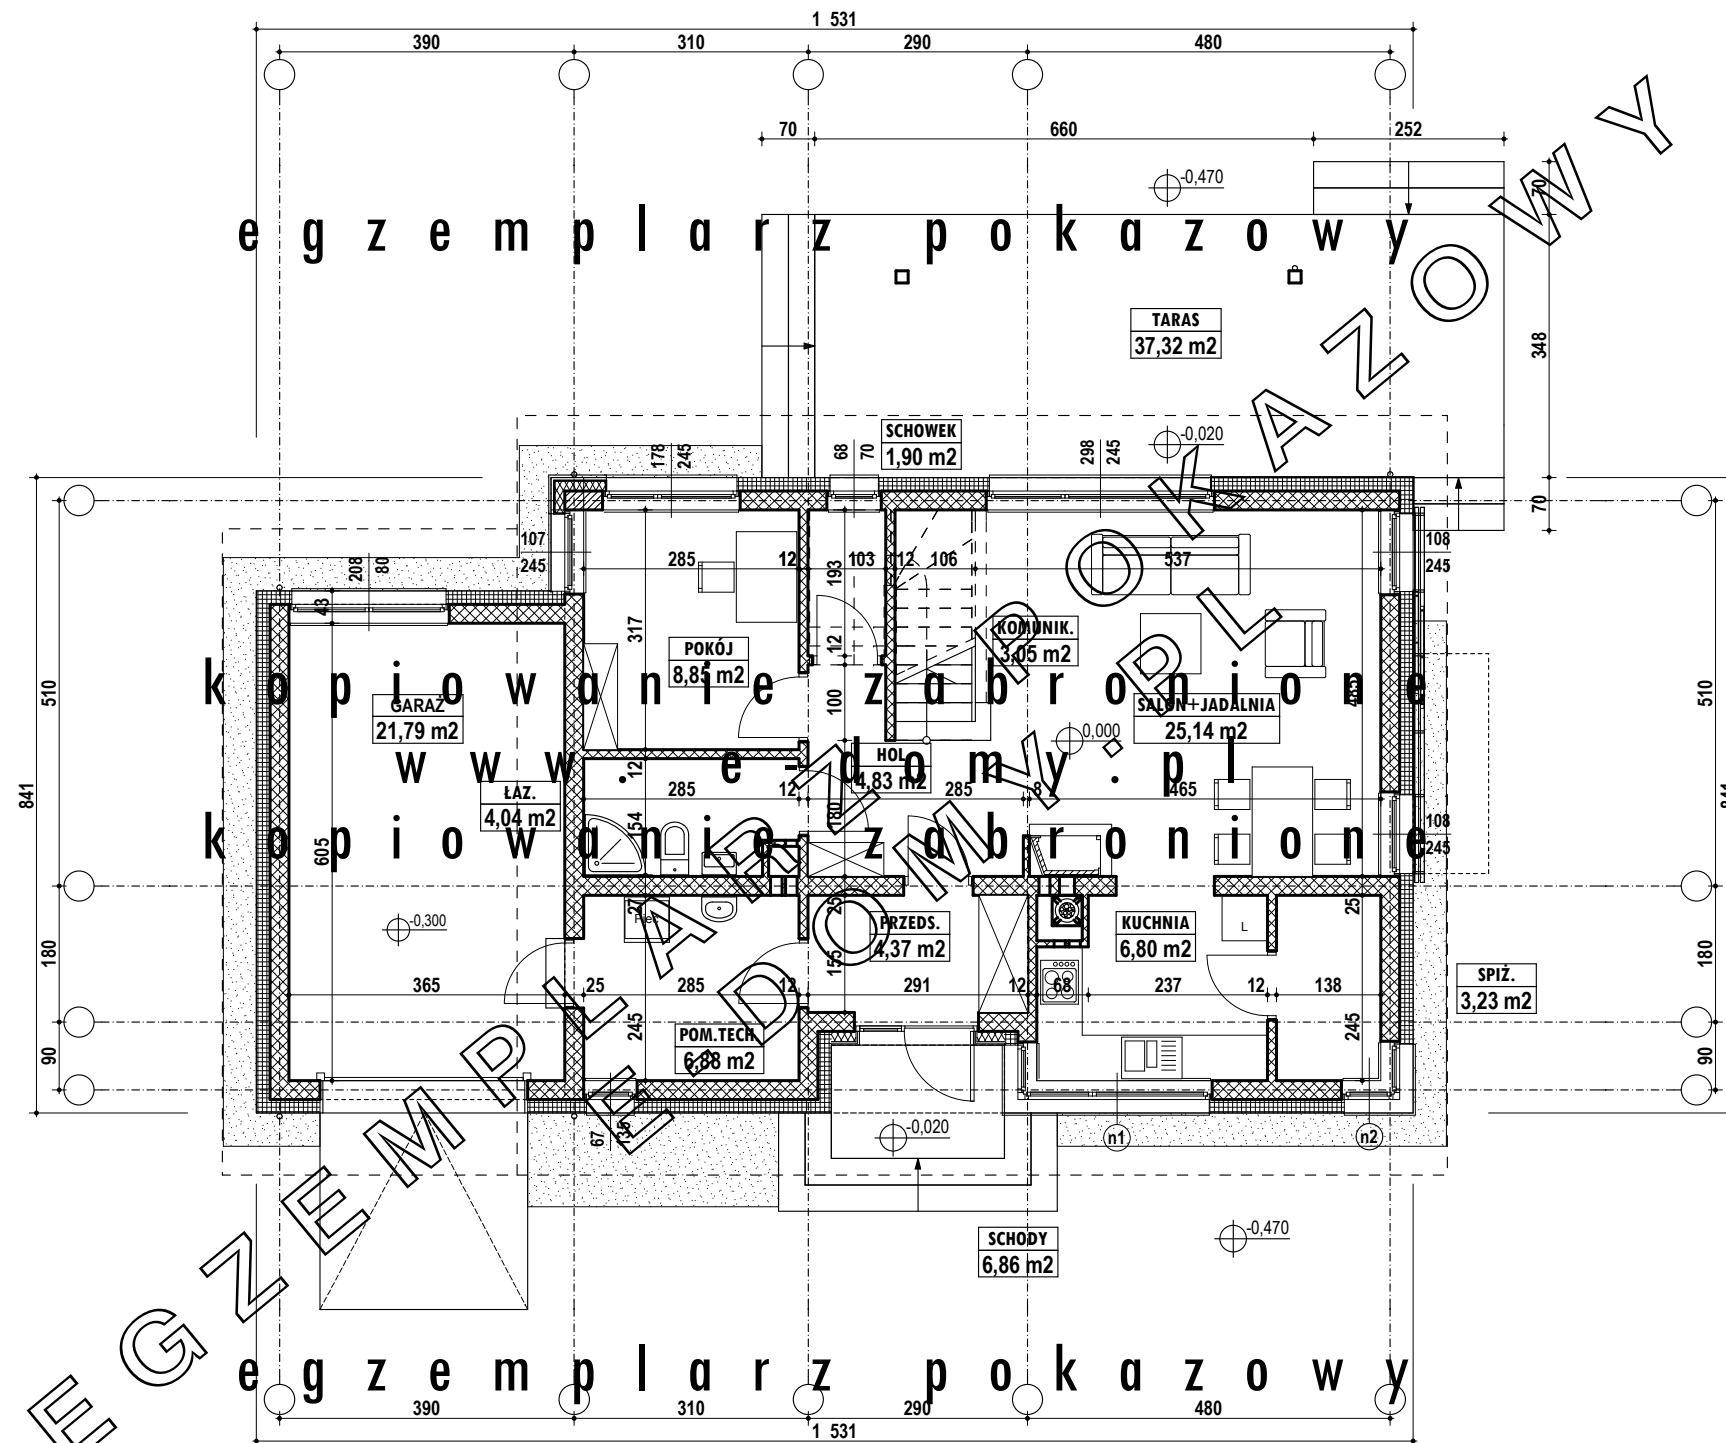 1 531
390 310 290 480
70 660 252
-0,470
70
egzemplarz pokazowy
TARAS
37,32 m2
348
SCHOWEK
1,90 m2
-0,020
178
245
68
70
298
245
70
107
245
208
80
43
285 12 103 12 106 537
193
108
245
317
12
KOMUNIK.
3,05 m2
POKÓJ
8,85 m2
kopiowanie zabronione
510
100
485
510
GARAŻ
21,79 m2
SALON+JADALNIA
25,14 m2
0,000
HOL
4,83 m2
www.e-domy.pl
12
ŁAZ.
4,04 m2
285 12 285 8 465
841
841
180
154
108
245
kopiowanie zabronione
605
27
25
25
Piec
L
-0,300
PRZEDS.
4,37 m2
KUCHNIA
6,80 m2
180
155
180
SPIŻ.
3,23 m2
365 25 285 12 291 12 68 237 12 138
245
245
POM.TECH
6,88 m2
90
90
67
135
-0,020
n1
n2
SCHODY
6,86 m2
-0,470
egzemplarz pokazowy
390 310 290 480
1 531
EGZEMPLARZ POKAZOWY
E-DOMY.PL